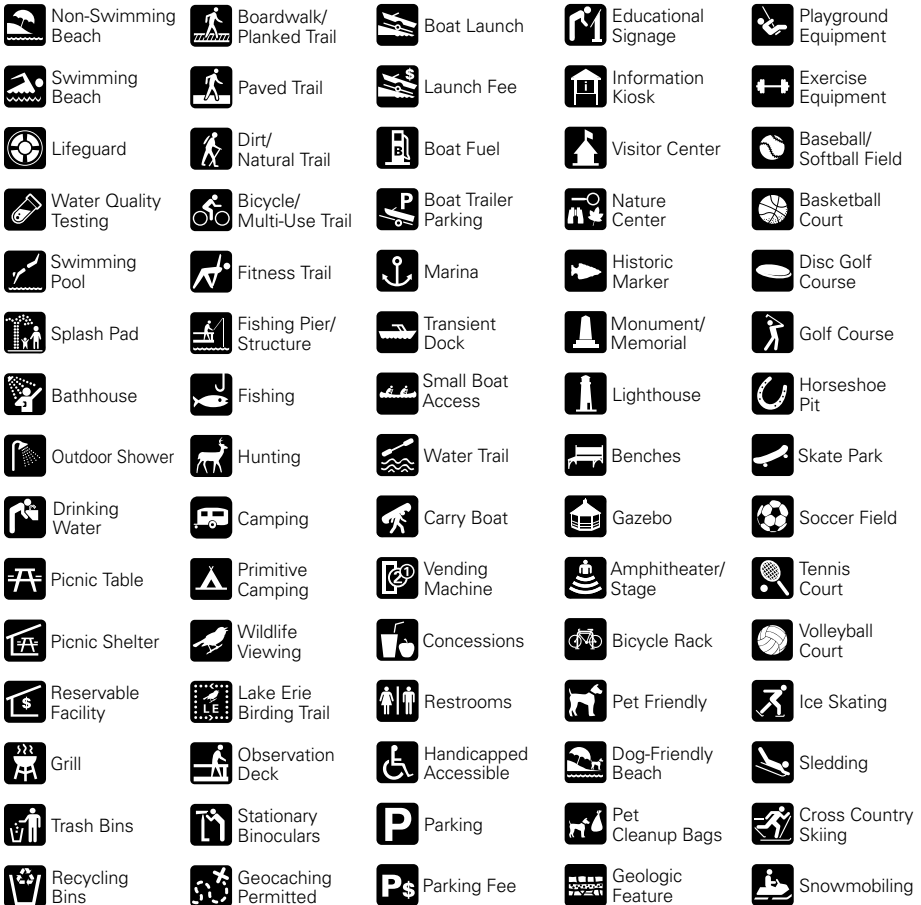 Non-Swimming
Beach
Swimming
Beach
Lifeguard
Water Quality
Testing
Swimming
Pool
Splash Pad
Bathhouse
Outdoor Shower
Drinking
Water
Picnic Table
Picnic Shelter
$
Reservable
Facility
Grill
Trash Bins
Recycling
Bins
Boardwalk/
Planked Trail
Paved Trail
Dirt/
Natural Trail
Bicycle/
Multi-Use Trail
Fitness Trail
Fishing Pier/
Structure
Fishing
Hunting
Camping
Primitive
Camping
Wildlife
Viewing
LE
Lake Erie
Birding Trail
Observation
Deck
Stationary
Binoculars
Geocaching
Permitted
Boat Launch
$
Launch Fee
B
Boat Fuel
P
Boat Trailer
Parking
Marina
Transient
Dock
Small Boat
Access
Water Trail
Carry Boat
2 1
Vending
Machine
Concessions
Restrooms
Handicapped
Accessible
P
Parking
P$
Parking Fee
Educational
Signage
i
Information
Kiosk
Visitor Center
Nature
Center
Historic
Marker
Monument/
Memorial
Lighthouse
Benches
Gazebo
Amphitheater/
Stage
Bicycle Rack
Pet Friendly
Dog-Friendly
Beach
Pet
Cleanup Bags
Geologic
Feature
Playground
Equipment
Exercise
Equipment
Baseball/
Softball Field
Basketball
Court
Disc Golf
Course
Golf Course
Horseshoe
Pit
Skate Park
Soccer Field
Tennis
Court
Volleyball
Court
Ice Skating
Sledding
Cross Country
Skiing
Snowmobiling